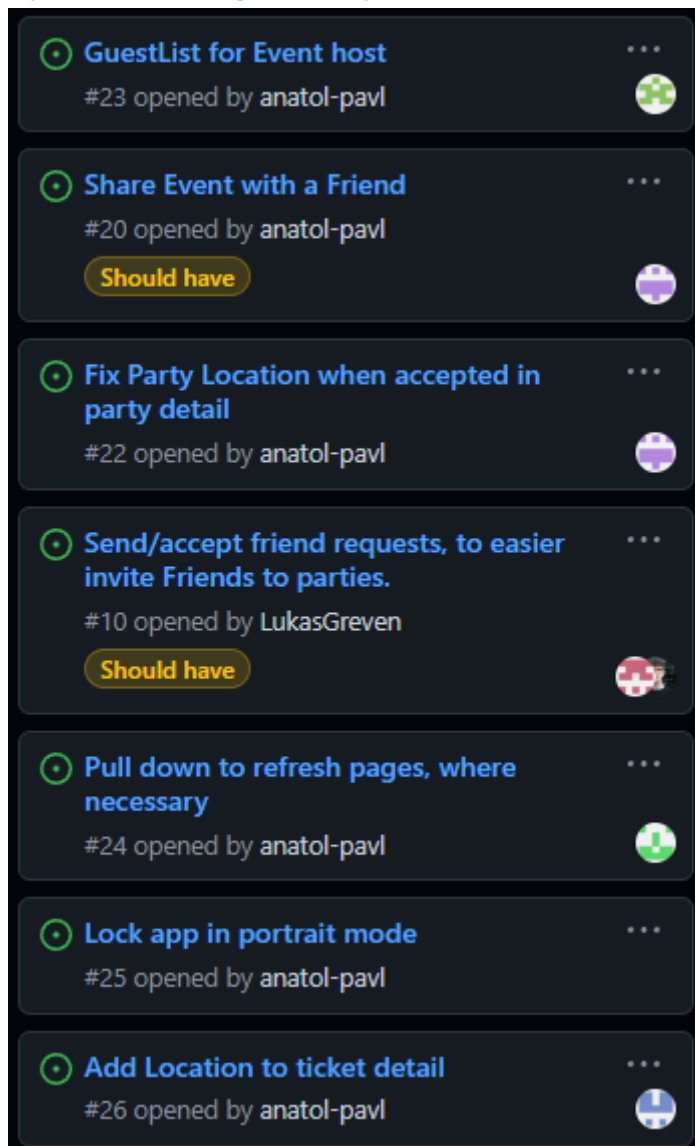 GuestList for Event host
#23 opened by anatol-pavl
Share Event with a Friend
#20 opened by anatol-pavl
Should have
Fix Party Location when accepted in
party detail
#22 opened by anatol-pavl
Send/accept friend requests, to easier
invite Friends to parties.
#10 opened by LukasGreven
Should have
Pull down to refresh pages, where
necessary
#24 opened by anatol-pavl
Lock app in portrait mode
#25 opened by anatol-pavl
Add Location to ticket detail
#26 opened by anatol-pavl